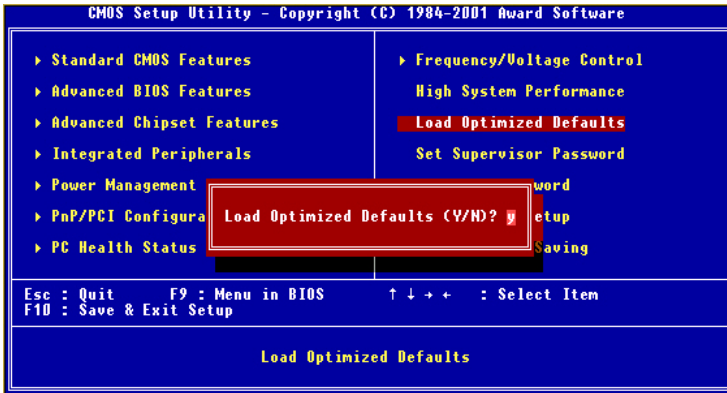 CMOS Setup Utility - Copyright (C) 1984-2001 Award Software
Standard CMOS Features
Advanced BIOS Features
Advanced Chipset Features
Integrated Peripherals
Power Management
PnP/PCI Configura
PC Health Status
Frequency/Voltage Control
High System Performance
Load Optimized Defaults
Set Supervisor Password
word
etup
Saving
Load Optimized Defaults (Y/N)? y
Esc : Quit F9 : Menu in BIOS ↑ ↓ → ← : Select Item
F10 : Save & Exit Setup
Load Optimized Defaults